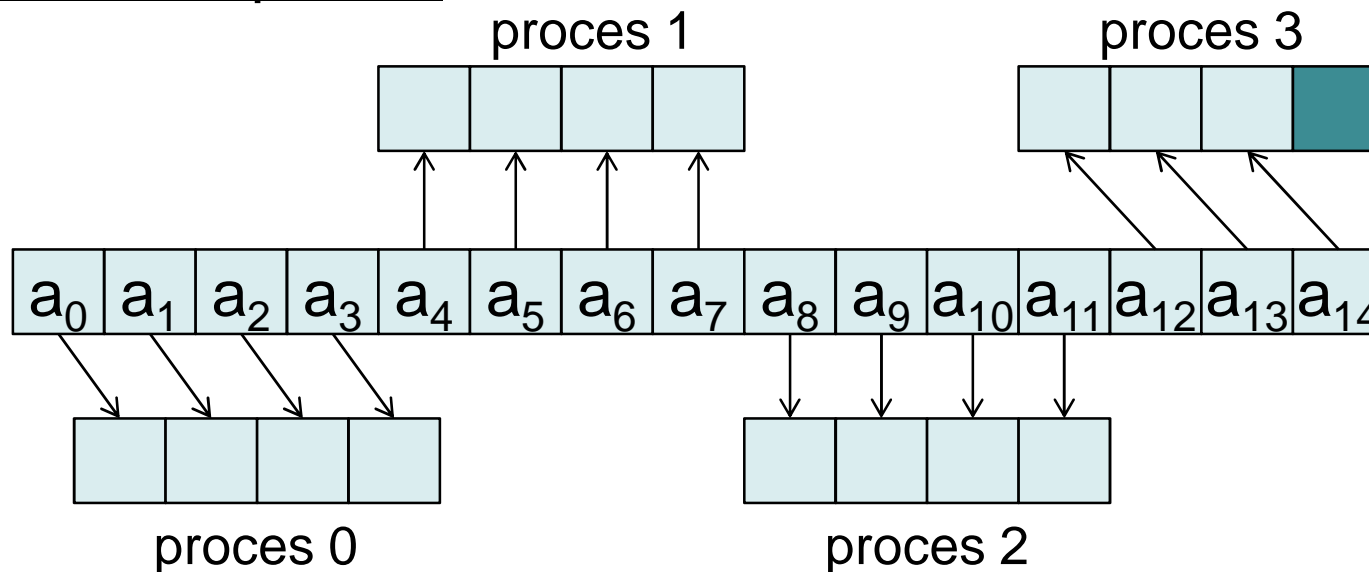 proces 1 proces 3
a0 a1 a2 a3 a4 a5 a6 a7 a8 a9 a10 a11 a12 a13 a14
proces 0 proces 2